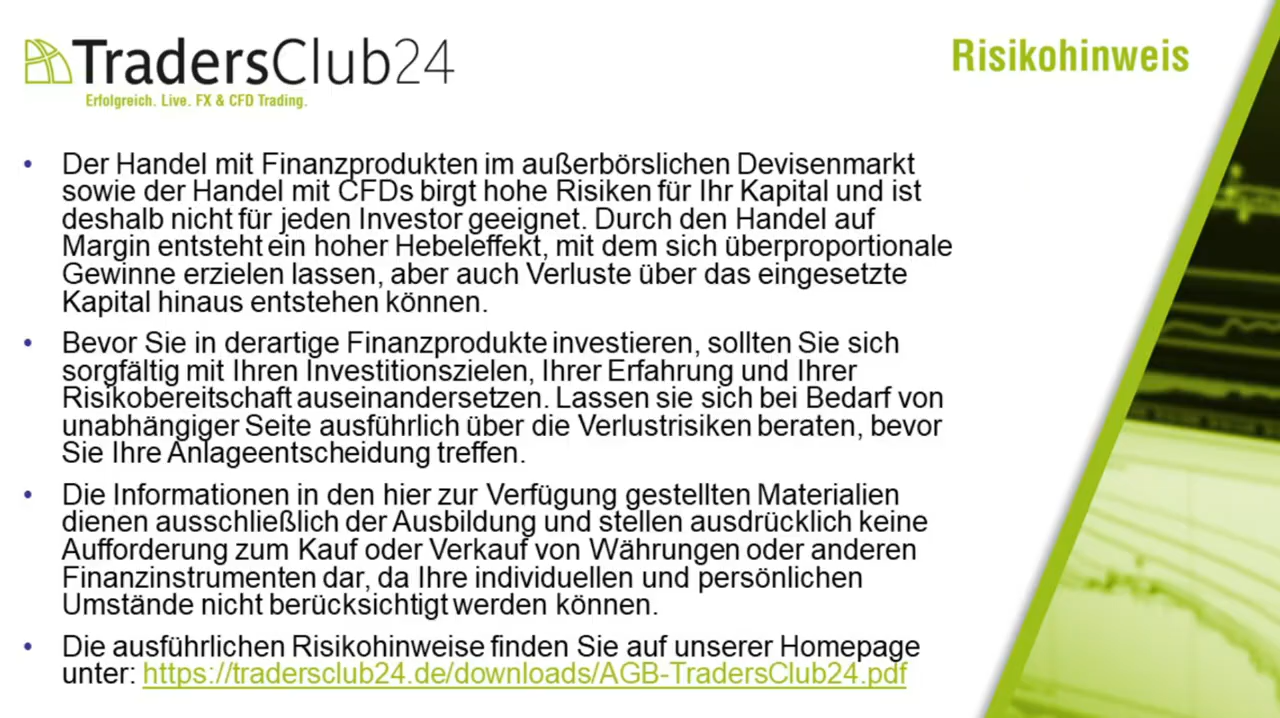 TradersClub24
Risikohinweis
Erfolgreich. Live. FX & CFD Trading.
• Der Handel mit Finanzprodukten im außerbörslichen Devisenmarkt
sowie der Handel mit CFDs birgt hohe Risiken für Ihr Kapital und ist
deshalb nicht für jeden Investor geeignet. Durch den Handel auf
Margin entsteht ein hoher Hebeleffekt, mit dem sich überproportionale
Gewinne erzielen lassen, aber auch Verluste über das eingesetzte
Kapital hinaus entstehen können.
• Bevor Sie in derartige Finanzprodukte investieren, sollten Sie sich
sorgfältig mit Ihren Investitionszielen, Ihrer Erfahrung und Ihrer
Risikobereitschaft auseinandersetzen. Lassen sie sich bei Bedarf von
unabhängiger Seite ausführlich über die Verlustrisiken beraten, bevor
Sie Ihre Anlageentscheidung treffen.
• Die Informationen in den hier zur Verfügung gestellten Materialien
dienen ausschließlich der Ausbildung und stellen ausdrücklich keine
Aufforderung zum Kauf oder Verkauf von Währungen oder anderen
Finanzinstrumenten dar, da Ihre individuellen und persönlichen
Umstände nicht berücksichtigt werden können.
• Die ausführlichen Risikohinweise finden Sie auf unserer Homepage
unter: https://tradersclub24.de/downloads/AGB-TradersClub24.pdf